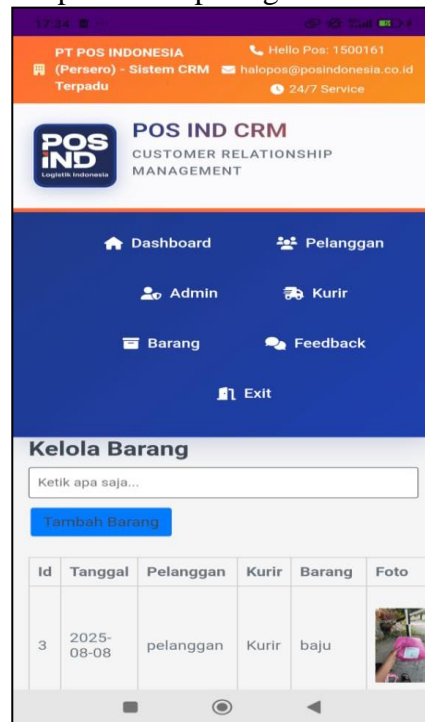 17:34
PT POS INDONESIA
(Persero) - Sistem CRM
Terpadu
Hello Pos: 1500161
halopos@posindonesia.co.id
24/7 Service
POS
IND
Logistik Indonesia
POS IND CRM
CUSTOMER RELATIONSHIP
MANAGEMENT
Dashboard
Pelanggan
Admin
Kurir
Barang
Feedback
Exit
Kelola Barang
Ketik apa saja...
Tambah Barang
Id Tanggal Pelanggan Kurir Barang Foto
3 2025-08-08 pelanggan Kurir baju